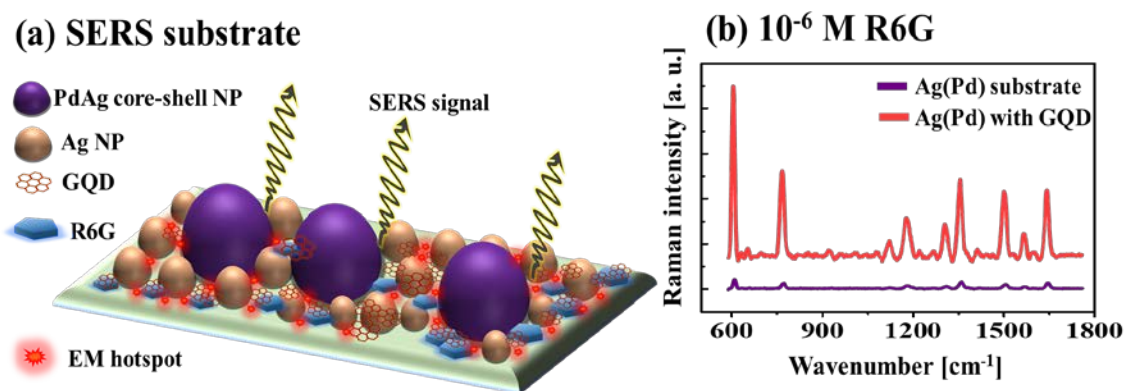 (a) SERS substrate
PdAg core-shell NP
Ag NP
GQD
R6G
EM hotspot
SERS signal
(b) 10⁻⁶ M R6G
Ag(Pd) substrate
Ag(Pd) with GQD
Raman intensity [a. u.]
600 900 1200 1500 1800
Wavenumber [cm⁻¹]